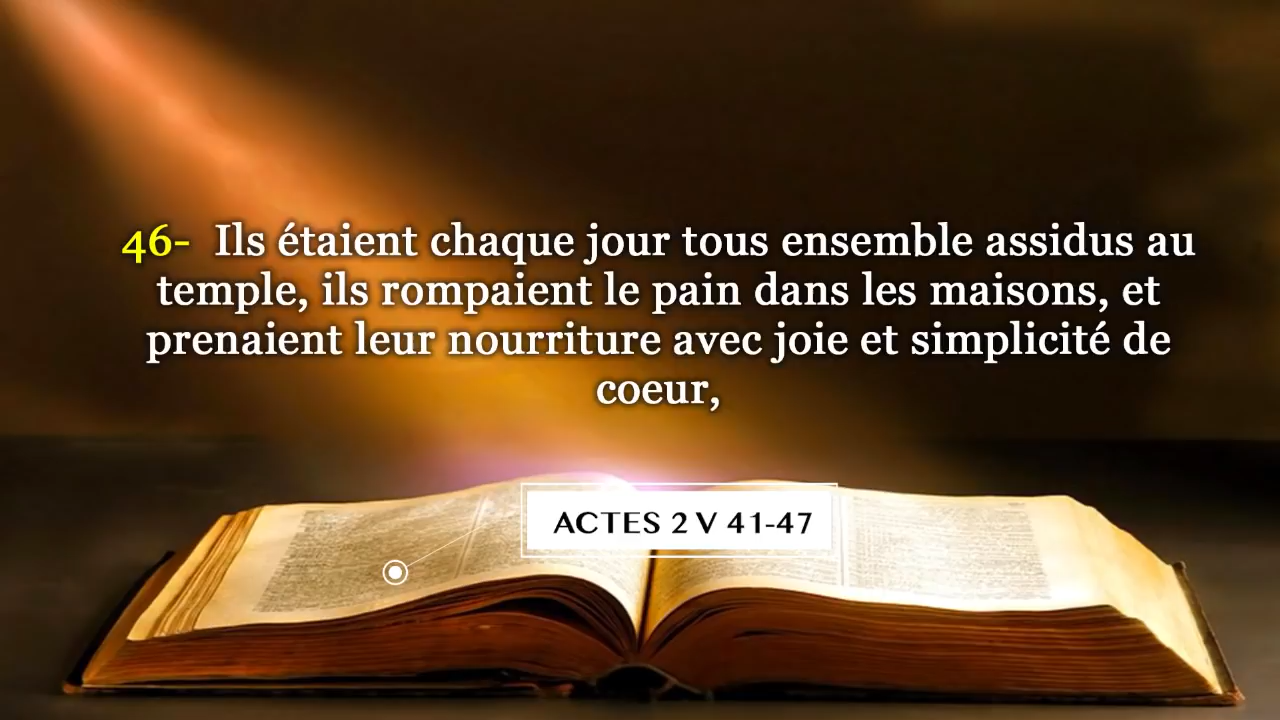 46- Ils étaient chaque jour tous ensemble assidus au
temple, ils rompaient le pain dans les maisons, et
prenaient leur nourriture avec joie et simplicité de
coeur,
ACTES 2 V 41-47